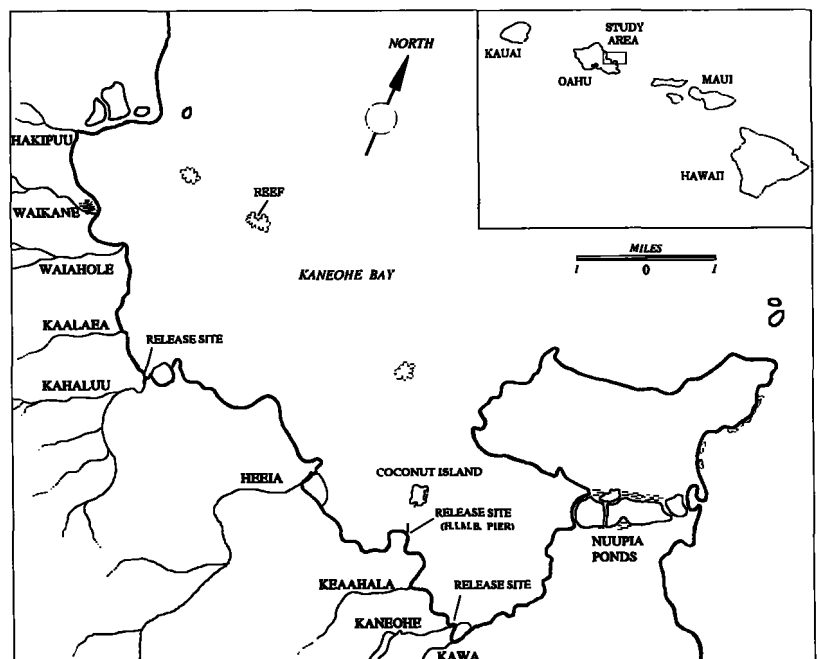 NORTH
STUDY
AREA
KAUAI
OAHU
MAUI
HAWAII
HAKIPUU
REEF
WAIKANE
MILES
1 0 1
WAIAHOLE
KANEOHE BAY
KAALAEA
RELEASE SITE
KAHALUU
HEEIA
COCONUT ISLAND
RELEASE SITE
(H.I.M.B. PIER)
NUUPIA
PONDS
KEAAHALA
RELEASE SITE
KANEOHE
KAWA